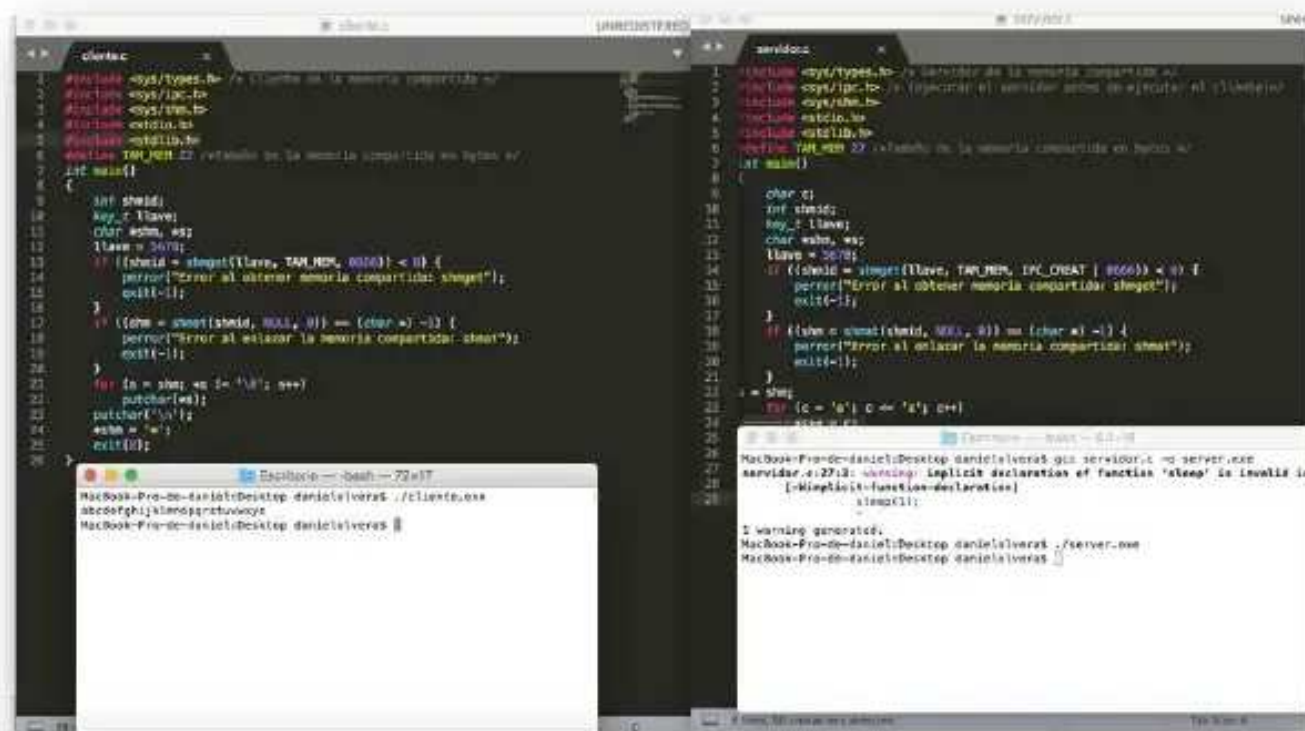 cliente.c
UNREGISTERED
cliente.c
#include <sys/types.h> /* Cliente de la memoria compartida */
#include <sys/ipc.h>
#include <sys/shm.h>
#include <stdio.h>
#include <stdlib.h>
#define TAM_MEM 27 /*Tamaño de la memoria compartida en bytes */
int main()
{
int shmid;
key_t llave;
char *shm, *s;
llave = 5678;
if ((shmid = shmget(llave, TAM_MEM, 0666)) < 0) {
perror("Error al obtener memoria compartida: shmget");
exit(-1);
}
if ((shm = shmat(shmid, NULL, 0)) == (char *) -1) {
perror("Error al enlazar la memoria compartida: shmat");
exit(-1);
}
for (s = shm; *s != '\0'; s++)
putchar(*s);
putchar('\n');
*shm = '*';
exit(0);
}
Escritorio — -bash — 72×17
MacBook-Pro-de-daniel:Desktop danielolvera$ ./cliente.exe
abcdefghijklmnopqrstuvwxyz
MacBook-Pro-de-daniel:Desktop danielolvera$
servidor.c
servidor.c
#include <sys/types.h> /* Servidor de la memoria compartida */
#include <sys/ipc.h> /* (ejecutar el servidor antes de ejecutar el cliente)*/
#include <sys/shm.h>
#include <stdio.h>
#include <stdlib.h>
#define TAM_MEM 27 /*Tamaño de la memoria compartida en bytes */
int main()
{
char c;
int shmid;
key_t llave;
char *shm, *s;
llave = 5678;
if ((shmid = shmget(llave, TAM_MEM, IPC_CREAT | 0666)) < 0) {
perror("Error al obtener memoria compartida: shmget");
exit(-1);
}
if ((shm = shmat(shmid, NULL, 0)) == (char *) -1) {
perror("Error al enlazar la memoria compartida: shmat");
exit(-1);
}
s = shm;
for (c = 'a'; c <= 'z'; c++)
MacBook-Pro-de-daniel:Desktop danielolvera$ gcc servidor.c -o server.exe
servidor.c:27:3: warning: implicit declaration of function 'sleep' is invalid in
[-Wimplicit-function-declaration]
sleep(1);
^
1 warning generated.
MacBook-Pro-de-daniel:Desktop danielolvera$ ./server.exe
MacBook-Pro-de-daniel:Desktop danielolvera$